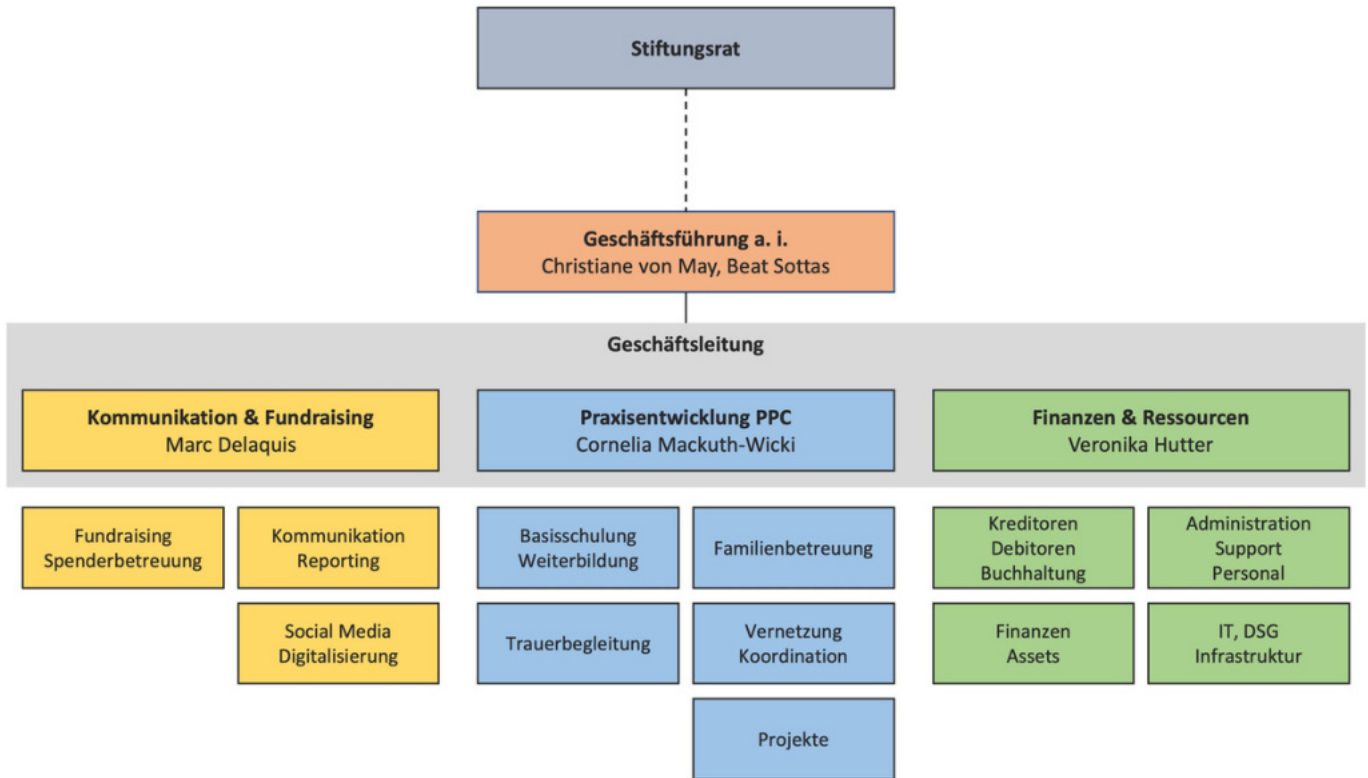 Stiftungsrat
Geschäftsführung a. i.
Christiane von May, Beat Sottas
Geschäftsleitung
Kommunikation & Fundraising
Marc Delaquis
Praxisentwicklung PPC
Cornelia Mackuth-Wicki
Finanzen & Ressourcen
Veronika Hutter
Fundraising
Spenderbetreuung
Kommunikation
Reporting
Basisschulung
Weiterbildung
Familienbetreuung
Kreditoren
Debitoren
Buchhaltung
Administration
Support
Personal
Social Media
Digitalisierung
Trauerbegleitung
Vernetzung
Koordination
Finanzen
Assets
IT, DSG
Infrastruktur
Projekte